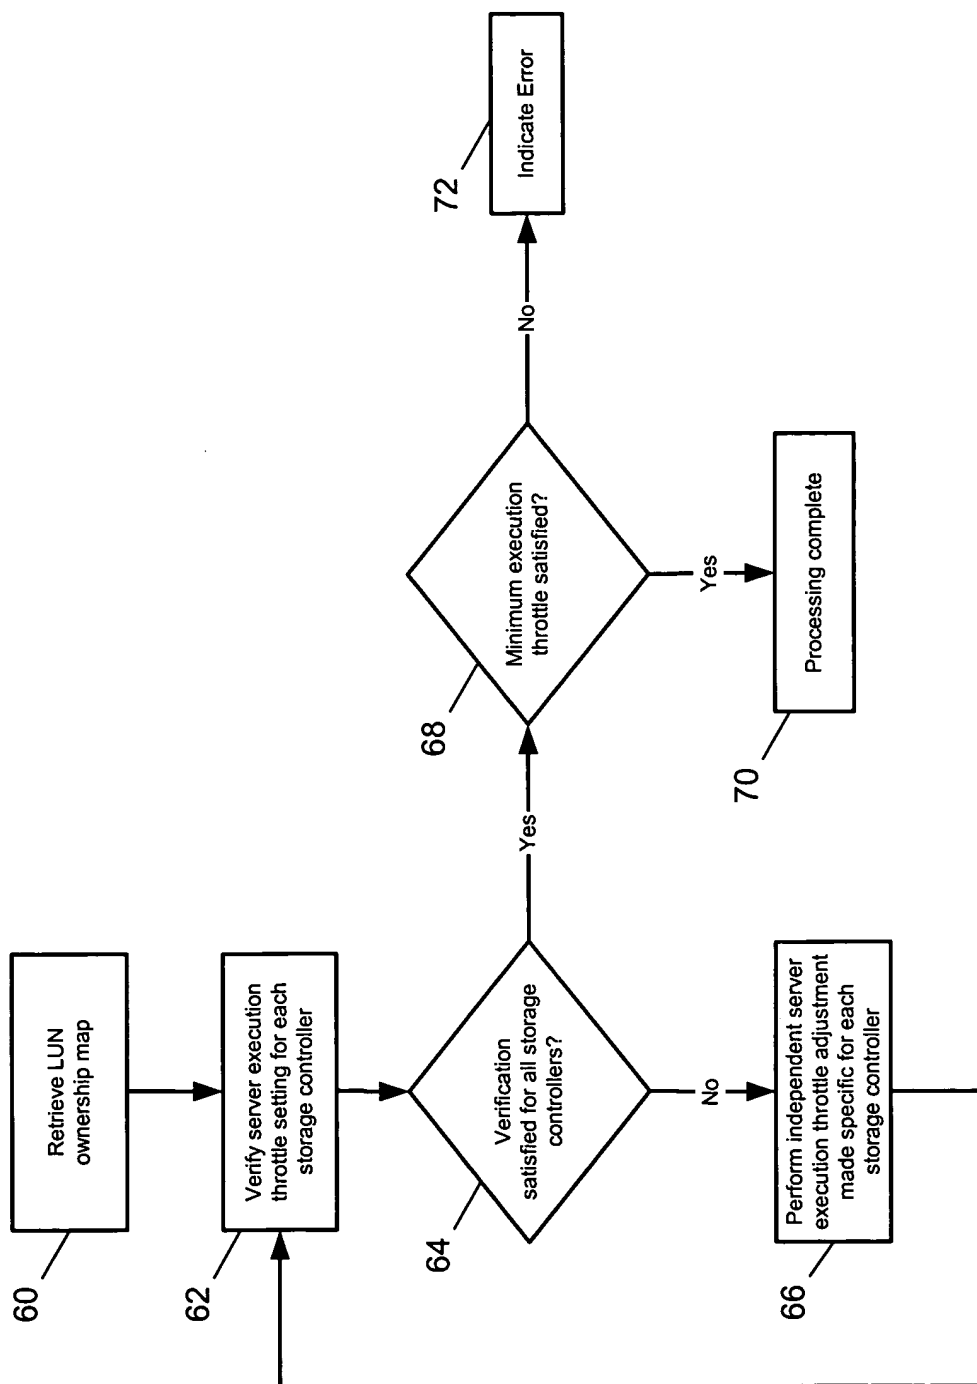 60
Retrieve LUN
ownership map
62
Verify server execution
throttle setting for each
storage controller
64
Verification
satisfied for all storage
controllers?
Yes
No
66
Perform independent server
execution throttle adjustment
made specific for each
storage controller
68
Minimum execution
throttle satisfied?
Yes
No
70
Processing complete
72
Indicate Error